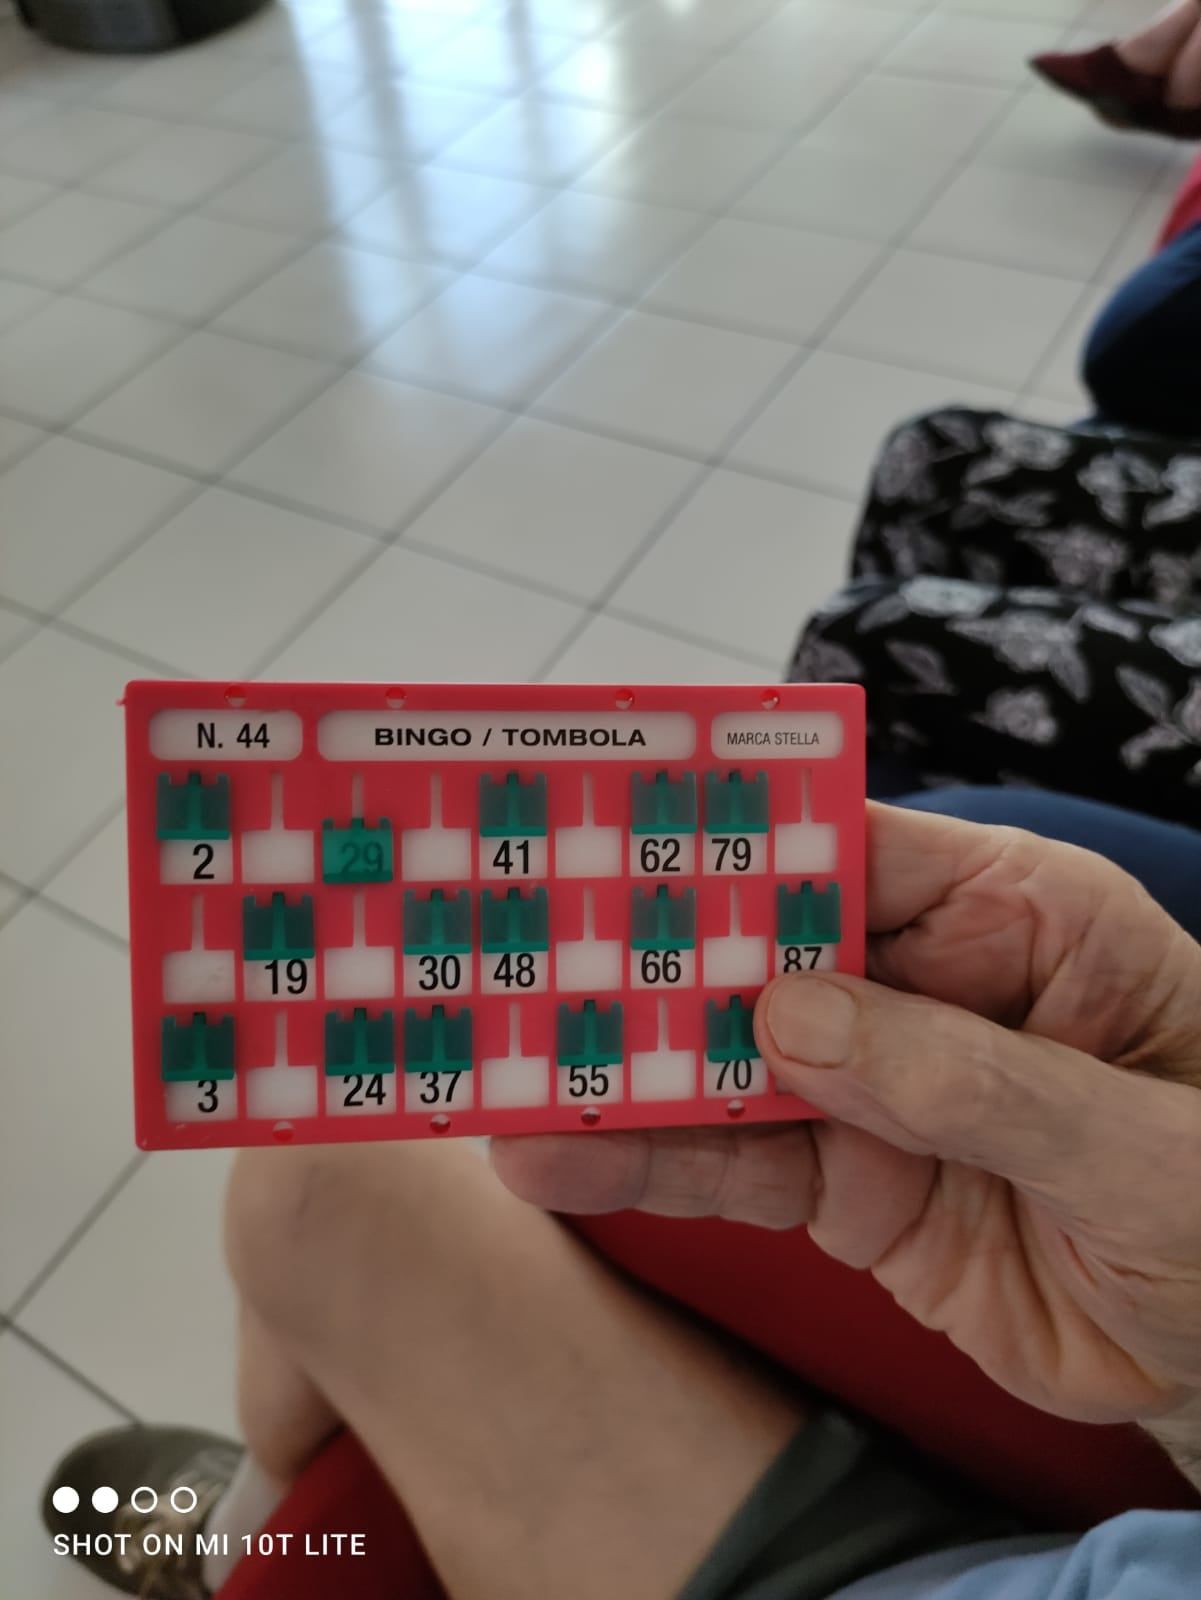 N. 44 BINGO / TOMBOLA MARCA STELLA
2 29 41 62 79
19 30 48 66 87
3 24 37 55 70
SHOT ON MI 10T LITE